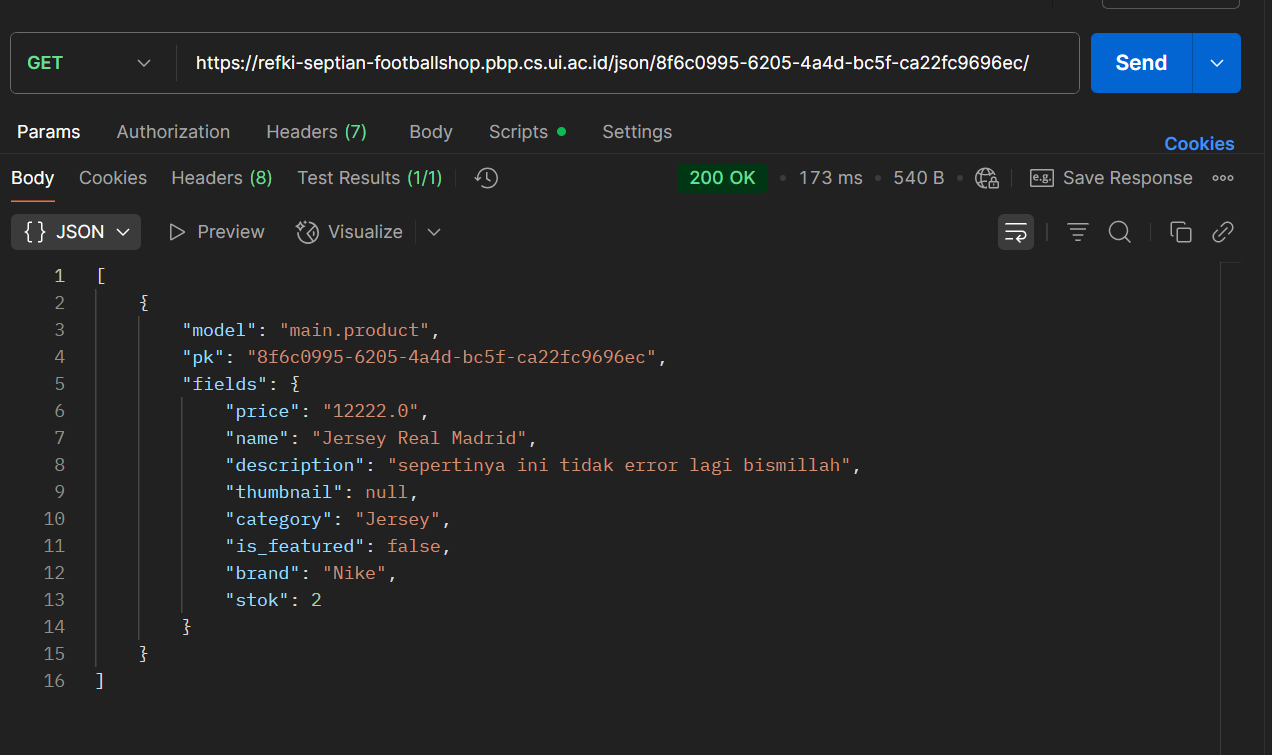 GET https://refki-septian-footballshop.pbp.cs.ui.ac.id/json/8f6c0995-6205-4a4d-bc5f-ca22fc9696ec/ Send
Params Authorization Headers (7) Body Scripts Settings Cookies
Body Cookies Headers (8) Test Results (1/1) 200 OK • 173 ms • 540 B • e.g. Save Response
{} JSON Preview Visualize
1 [
2 {
3 "model": "main.product",
4 "pk": "8f6c0995-6205-4a4d-bc5f-ca22fc9696ec",
5 "fields": {
6 "price": "12222.0",
7 "name": "Jersey Real Madrid",
8 "description": "sepertinya ini tidak error lagi bismillah",
9 "thumbnail": null,
10 "category": "Jersey",
11 "is_featured": false,
12 "brand": "Nike",
13 "stok": 2
14 }
15 }
16 ]